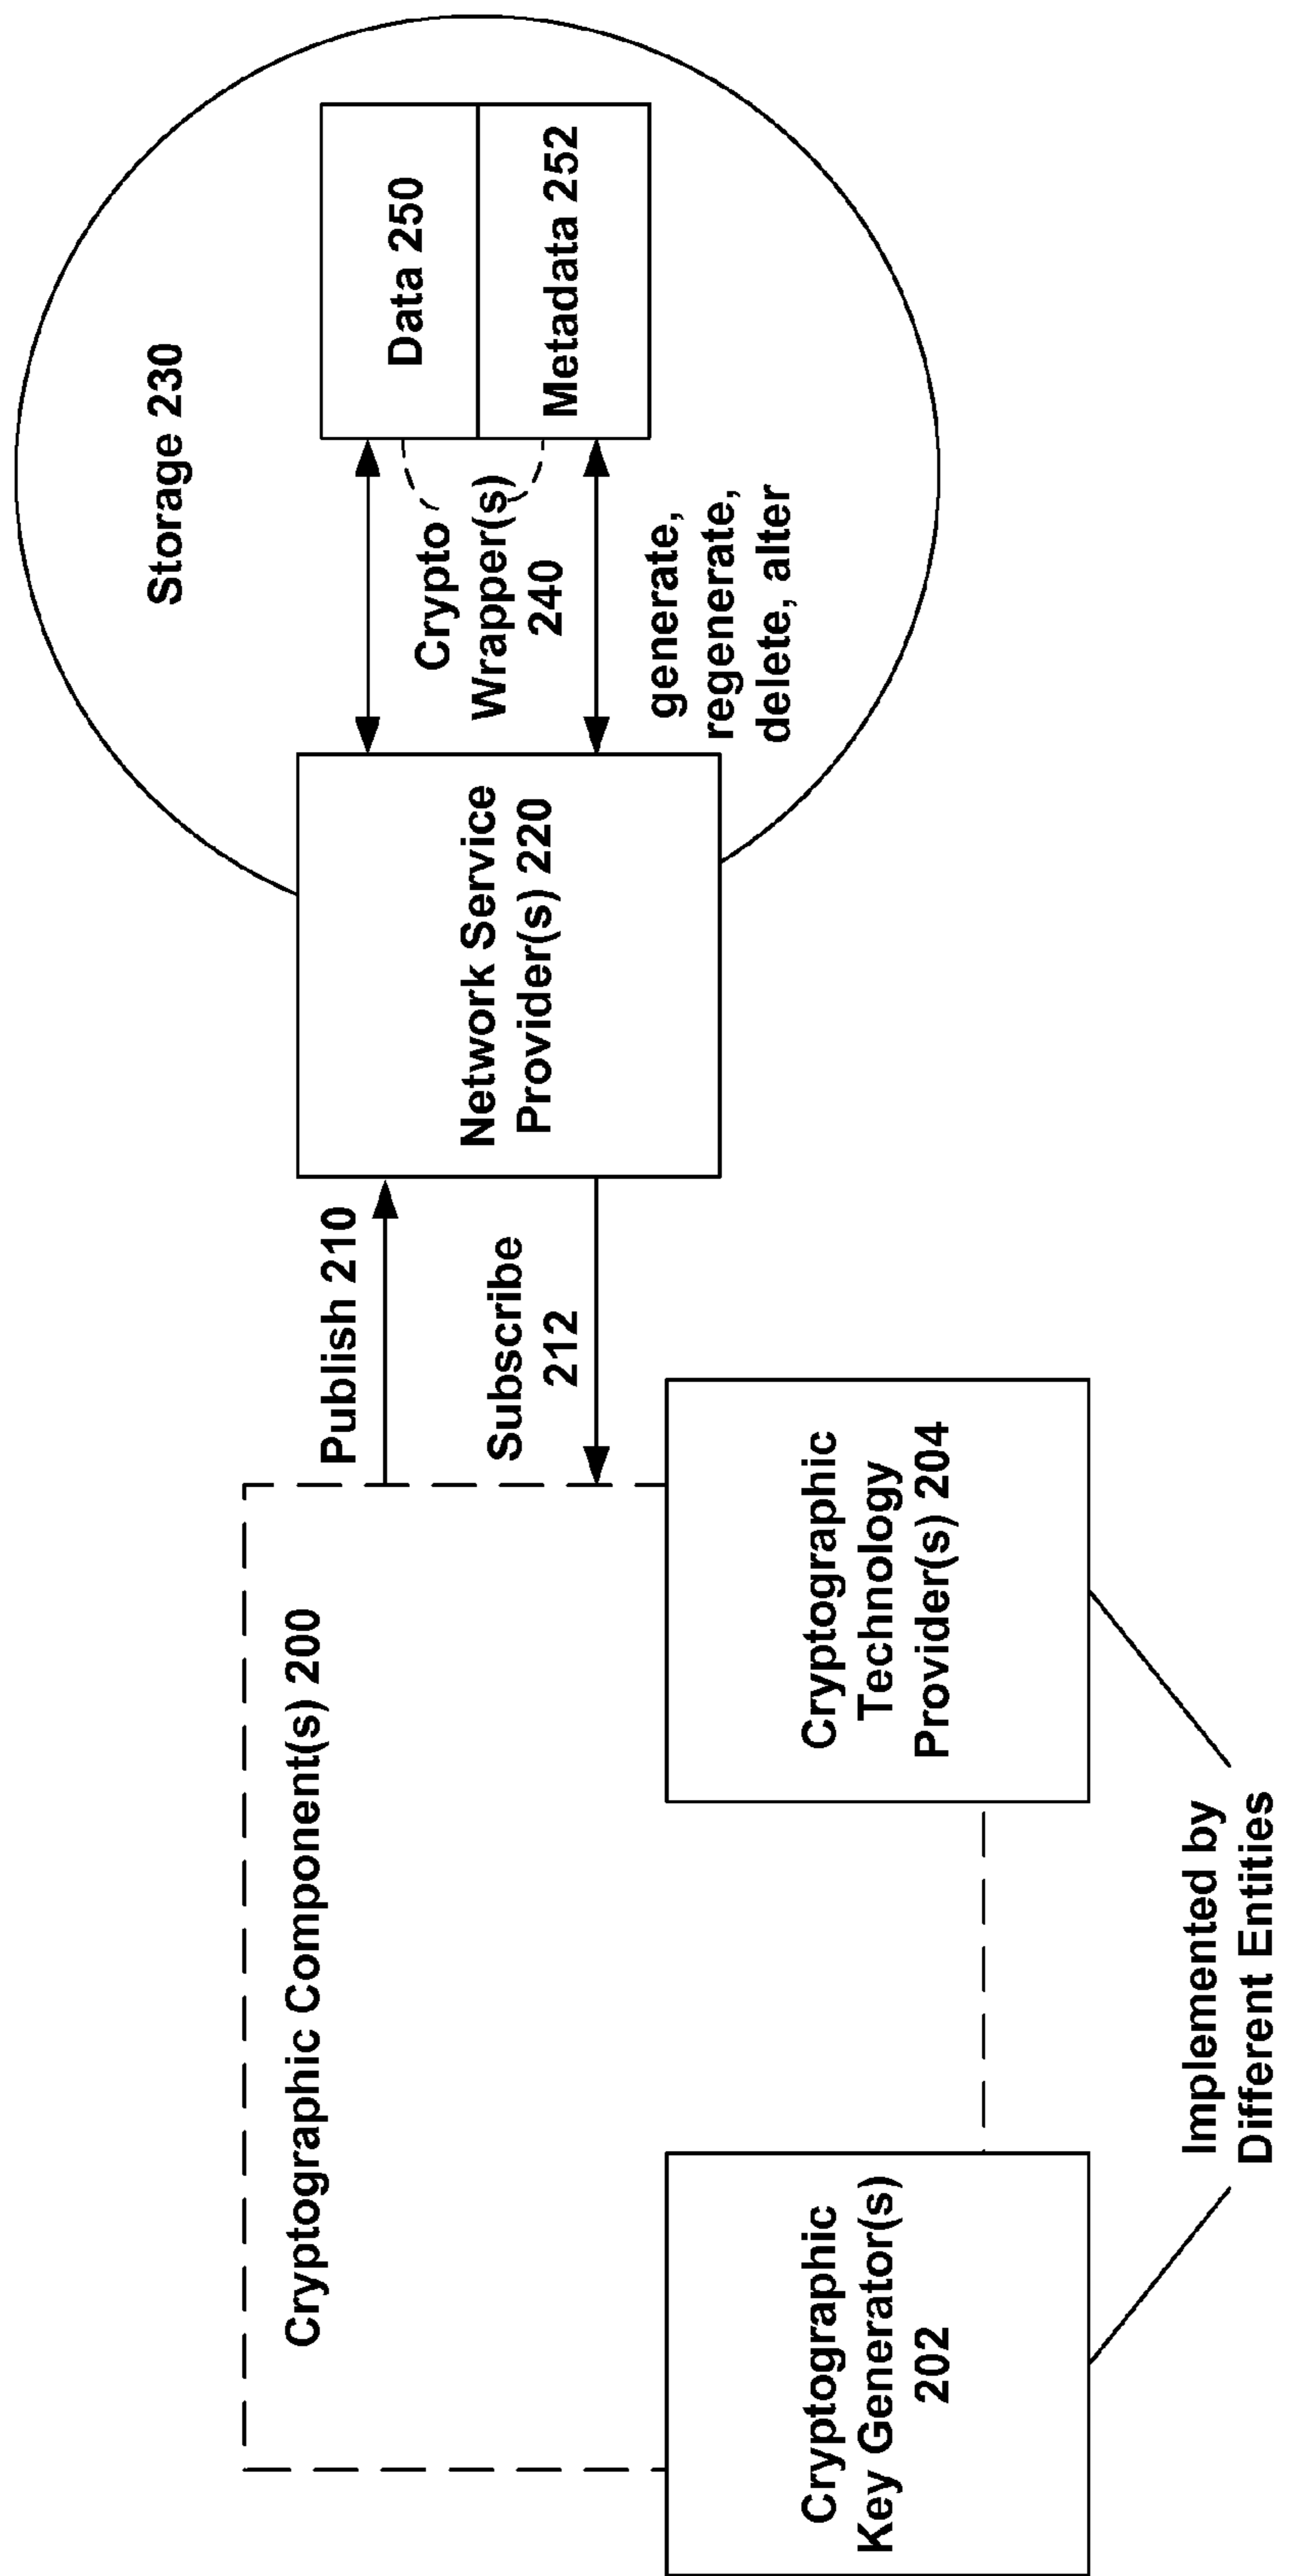 Cryptographic Component(s) 200
Cryptographic
Key Generator(s)
202
Cryptographic
Technology
Provider(s) 204
Implemented by
Different Entities
Publish 210
Subscribe
212
Network Service
Provider(s) 220
Storage 230
Crypto
Wrapper(s)
240
generate,
regenerate,
delete, alter
Data 250
Metadata 252